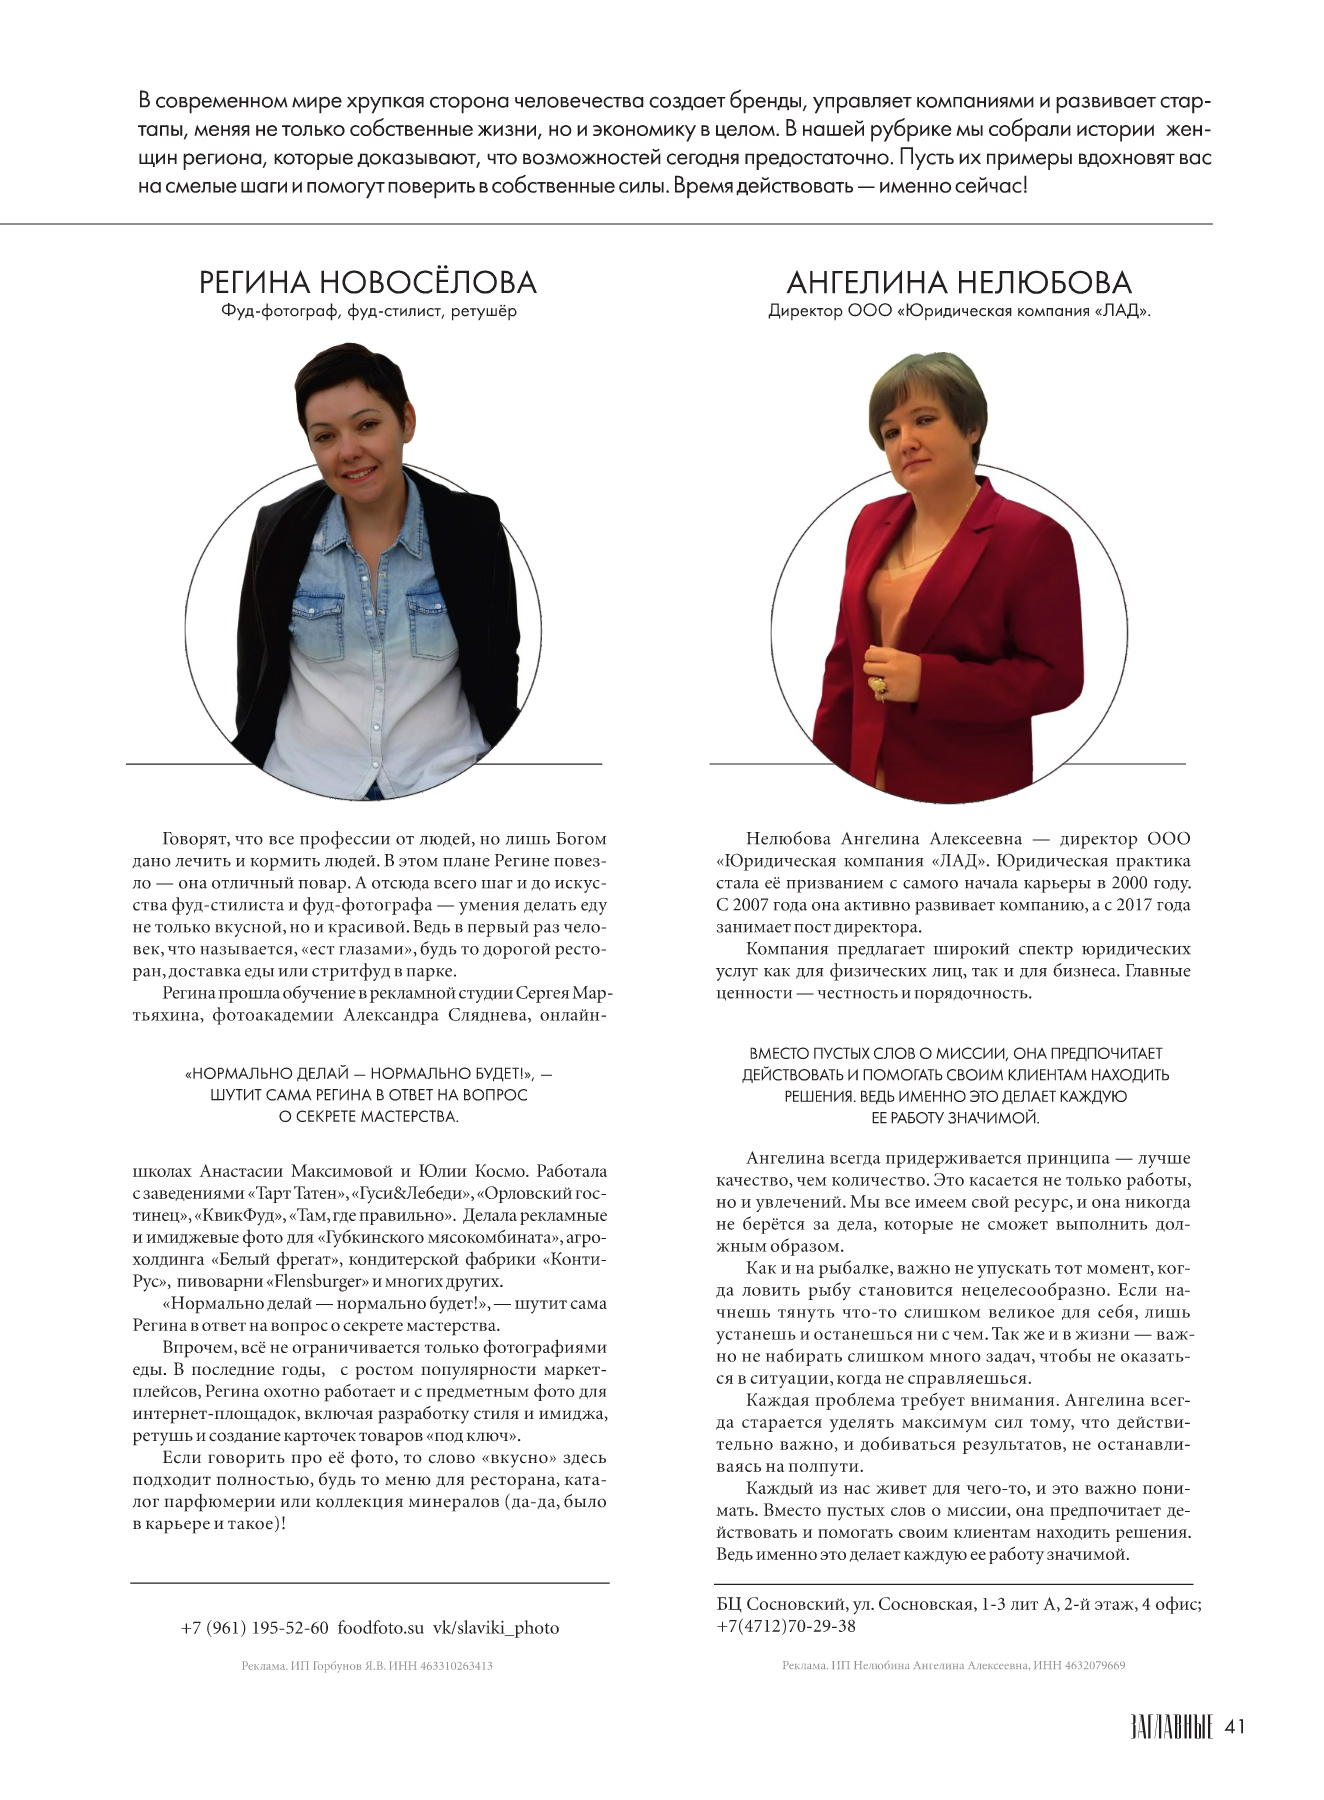 В современном мире хрупкая сторона человечества создает бренды, управляет компаниями и развивает стар-
тапы, меняя не только собственные жизни, но и экономику в целом. В нашей рубрике мы собрали истории жен-
щин региона, которые доказывают, что возможностей сегодня предостаточно. Пусть их примеры вдохновят вас
на смелые шаги и помогут поверить в собственные силы. Время действовать — именно сейчас!
РЕГИНА НОВОСЁЛОВА
Фуд-фотограф, фуд-стилист, ретушёр
Говорят, что все профессии от людей, но лишь Богом
дано лечить и кормить людей. В этом плане Регине повез-
ло — она отличный повар. А отсюда всего шаг и до искус-
ства фуд-стилиста и фуд-фотографа — умения делать еду
не только вкусной, но и красивой. Ведь в первый раз чело-
век, что называется, «ест глазами», будь то дорогой ресто-
ран, доставка еды или стритфуд в парке.
Регина прошла обучение в рекламной студии Сергея Мар-
тьяхина, фотоакадемии Александра Сляднева, онлайн-
«НОРМАЛЬНО ДЕЛАЙ — НОРМАЛЬНО БУДЕТ!», —
ШУТИТ САМА РЕГИНА В ОТВЕТ НА ВОПРОС
О СЕКРЕТЕ МАСТЕРСТВА.
школах Анастасии Максимовой и Юлии Космо. Работала
с заведениями «Тарт Татен», «Гуси&Лебеди», «Орловский гос-
тинец», «КвикФуд», «Там, где правильно». Делала рекламные
и имиджевые фото для «Губкинского мясокомбината», агро-
холдинга «Белый фрегат», кондитерской фабрики «Конти-
Рус», пивоварни «Flensburger» и многих других.
«Нормально делай — нормально будет!», — шутит сама
Регина в ответ на вопрос о секрете мастерства.
Впрочем, всё не ограничивается только фотографиями
еды. В последние годы, с ростом популярности маркет-
плейсов, Регина охотно работает и с предметным фото для
интернет-площадок, включая разработку стиля и имиджа,
ретушь и создание карточек товаров «под ключ».
Если говорить про её фото, то слово «вкусно» здесь
подходит полностью, будь то меню для ресторана, ката-
лог парфюмерии или коллекция минералов (да-да, было
в карьере и такое)!
+7 (961) 195-52-60 foodfoto.su vk/slaviki_photo
Реклама. ИП Горбунов Я.В. ИНН 463310263413
АНГЕЛИНА НЕЛЮБОВА
Директор ООО «Юридическая компания «ЛАД».
Нелюбова Ангелина Алексеевна — директор ООО
«Юридическая компания «ЛАД». Юридическая практика
стала её призванием с самого начала карьеры в 2000 году.
С 2007 года она активно развивает компанию, а с 2017 года
занимает пост директора.
Компания предлагает широкий спектр юридических
услуг как для физических лиц, так и для бизнеса. Главные
ценности — честность и порядочность.
ВМЕСТО ПУСТЫХ СЛОВ О МИССИИ, ОНА ПРЕДПОЧИТАЕТ
ДЕЙСТВОВАТЬ И ПОМОГАТЬ СВОИМ КЛИЕНТАМ НАХОДИТЬ
РЕШЕНИЯ. ВЕДЬ ИМЕННО ЭТО ДЕЛАЕТ КАЖДУЮ
ЕЕ РАБОТУ ЗНАЧИМОЙ.
Ангелина всегда придерживается принципа — лучше
качество, чем количество. Это касается не только работы,
но и увлечений. Мы все имеем свой ресурс, и она никогда
не берётся за дела, которые не сможет выполнить дол-
жным образом.
Как и на рыбалке, важно не упускать тот момент, ког-
да ловить рыбу становится нецелесообразно. Если на-
чнешь тянуть что-то слишком великое для себя, лишь
устанешь и останешься ни с чем. Так же и в жизни — важ-
но не набирать слишком много задач, чтобы не оказать-
ся в ситуации, когда не справляешься.
Каждая проблема требует внимания. Ангелина всег-
да старается уделять максимум сил тому, что действи-
тельно важно, и добиваться результатов, не останавли-
ваясь на полпути.
Каждый из нас живет для чего-то, и это важно пони-
мать. Вместо пустых слов о миссии, она предпочитает де-
йствовать и помогать своим клиентам находить решения.
Ведь именно это делает каждую ее работу значимой.
БЦ Сосновский, ул. Сосновская, 1-3 лит А, 2-й этаж, 4 офис;
+7(4712)70-29-38
Реклама. ИП Нелюбина Ангелина Алексеевна, ИНН 4632079669
ЗАГЛАВНЫЕ 41